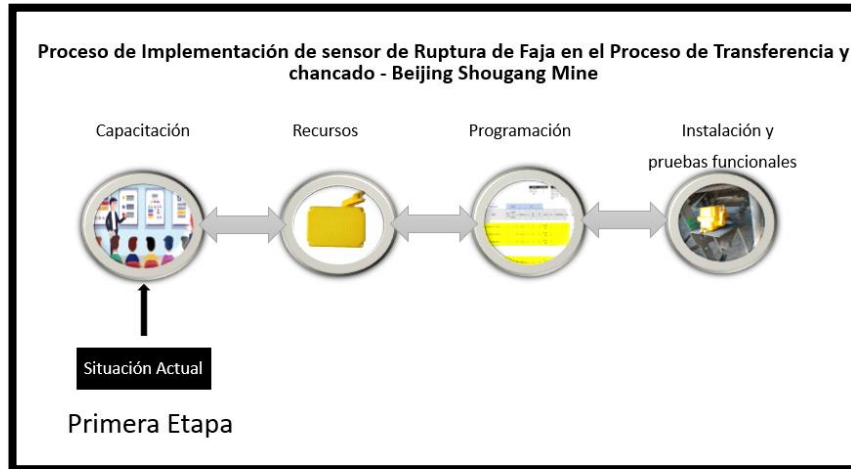 Proceso de Implementación de sensor de Ruptura de Faja en el Proceso de Transferencia y
chancado - Beijing Shougang Mine
Capacitación
Recursos
Programación
Instalación y
pruebas funcionales
Situación Actual
Primera Etapa